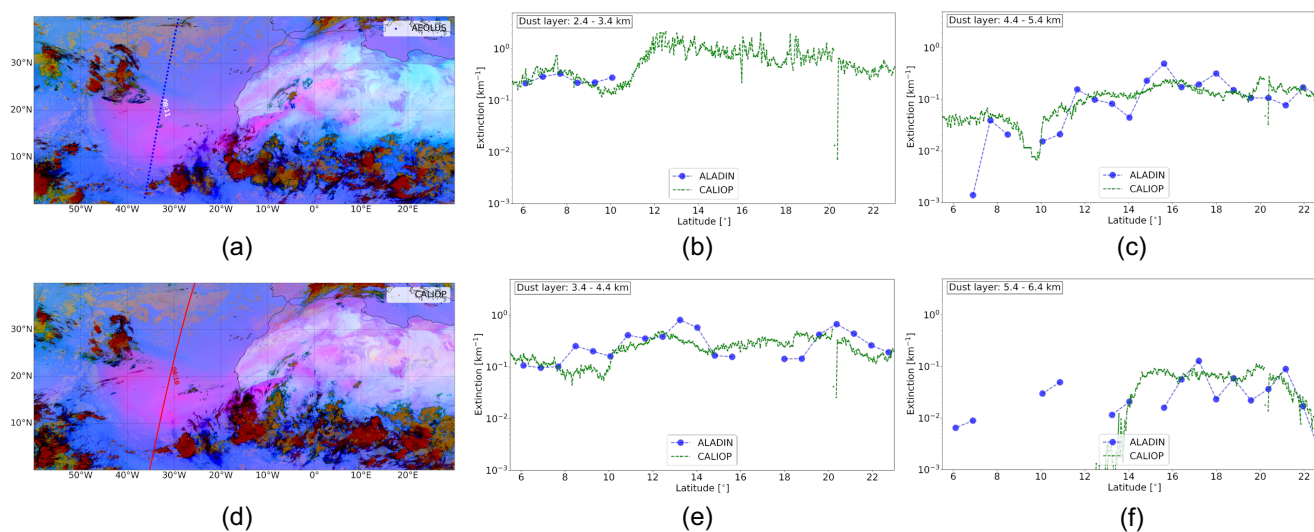 AEOLUS
40°N
30°N
20°N
10°N
50°W 40°W 30°W 20°W 10°W 0°E 10°E 20°E
(a)
Dust layer: 2.4 - 3.4 km
Extinction [km⁻¹]
10⁰
10⁻¹
10⁻²
10⁻³
ALADIN
CALIOP
6 8 10 12 14 16 18 20 22
Latitude [°]
(b)
Dust layer: 4.4 - 5.4 km
Extinction [km⁻¹]
10⁰
10⁻¹
10⁻²
10⁻³
ALADIN
CALIOP
6 8 10 12 14 16 18 20 22
Latitude [°]
(c)
CALIOP
40°N
30°N
20°N
10°N
50°W 40°W 30°W 20°W 10°W 0°E 10°E 20°E
(d)
Dust layer: 3.4 - 4.4 km
Extinction [km⁻¹]
10⁰
10⁻¹
10⁻²
10⁻³
ALADIN
CALIOP
6 8 10 12 14 16 18 20 22
Latitude [°]
(e)
Dust layer: 5.4 - 6.4 km
Extinction [km⁻¹]
10⁰
10⁻¹
10⁻²
10⁻³
ALADIN
CALIOP
6 8 10 12 14 16 18 20 22
Latitude [°]
(f)